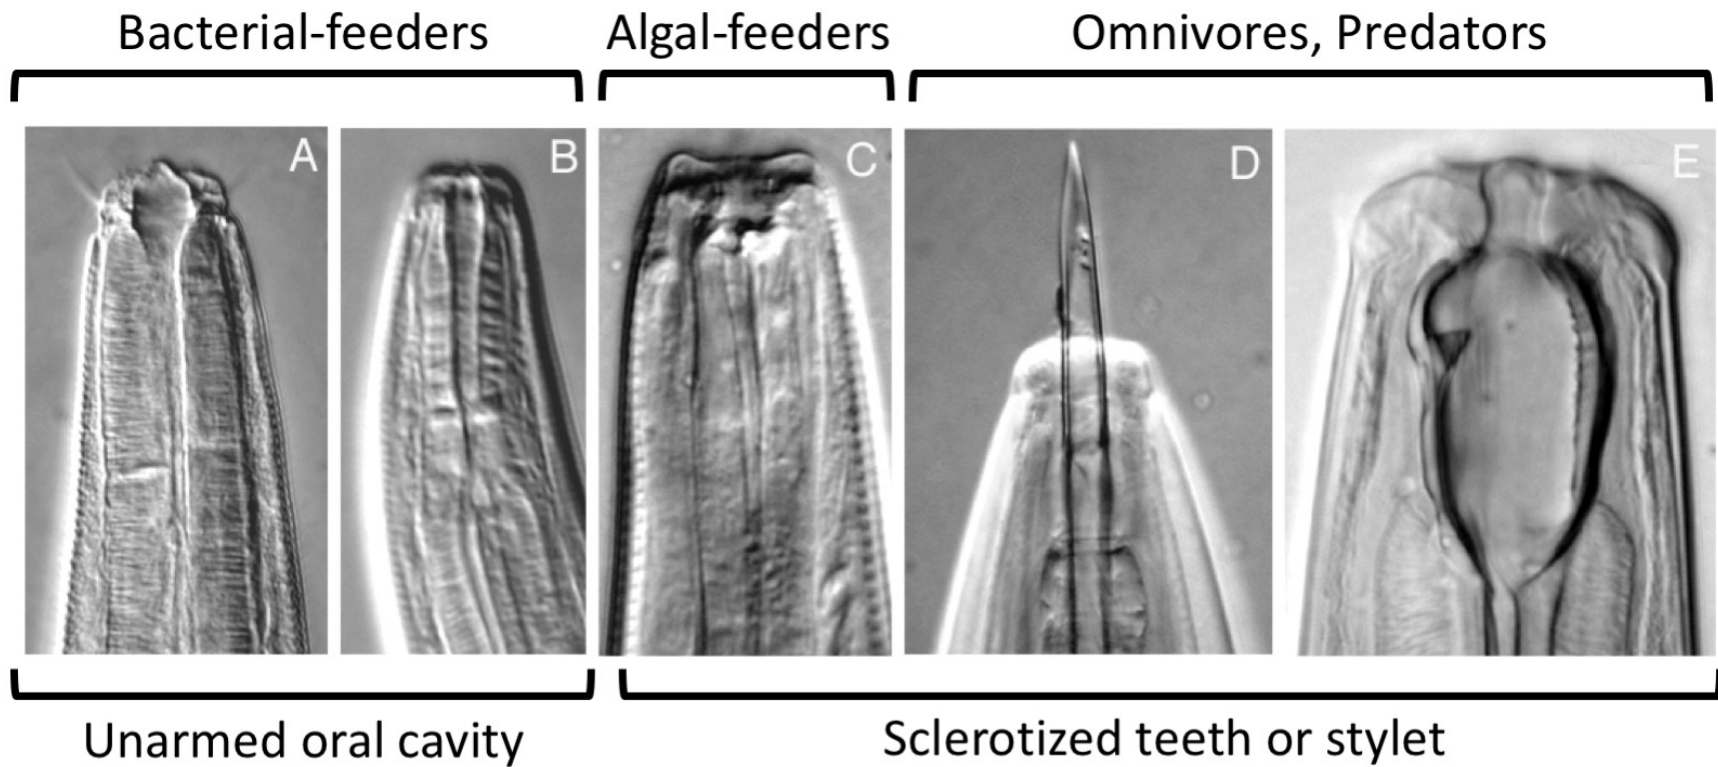 Bacterial-feeders
Algal-feeders
Omnivores, Predators
A
B
C
D
E
Unarmed oral cavity
Sclerotized teeth or stylet